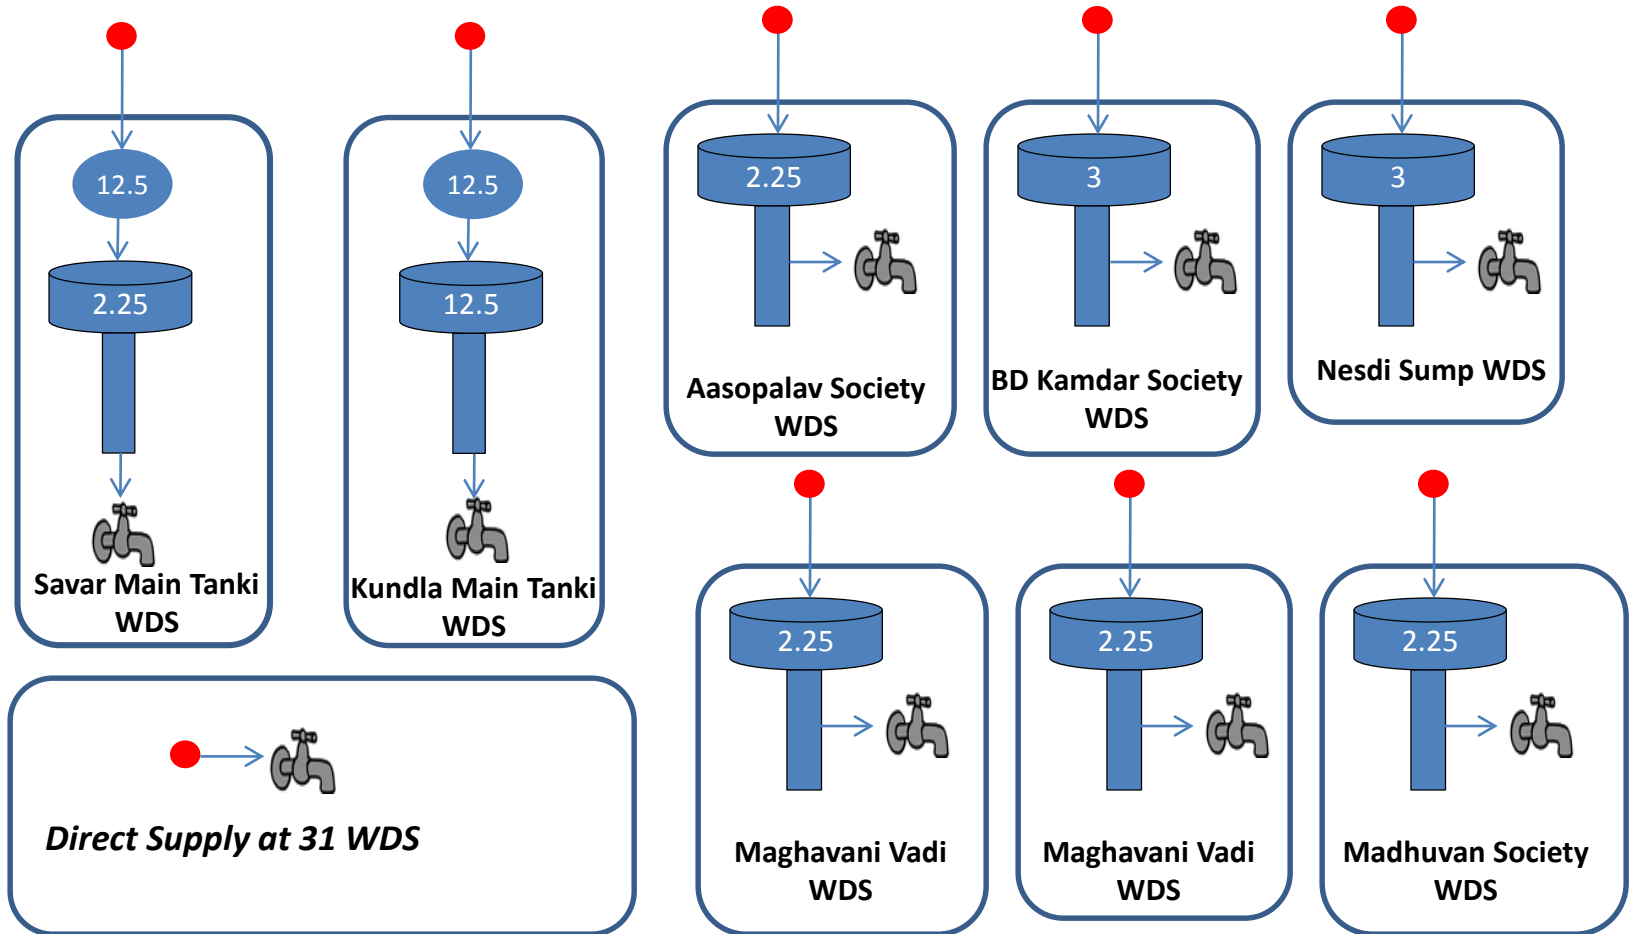 12.5
2.25
Savar Main Tanki
WDS
12.5
12.5
Kundla Main Tanki
WDS
2.25
Aasopalav Society
WDS
3
BD Kamdar Society
WDS
3
Nesdi Sump WDS
2.25
Maghavani Vadi
WDS
2.25
Maghavani Vadi
WDS
2.25
Madhuvan Society
WDS
Direct Supply at 31 WDS